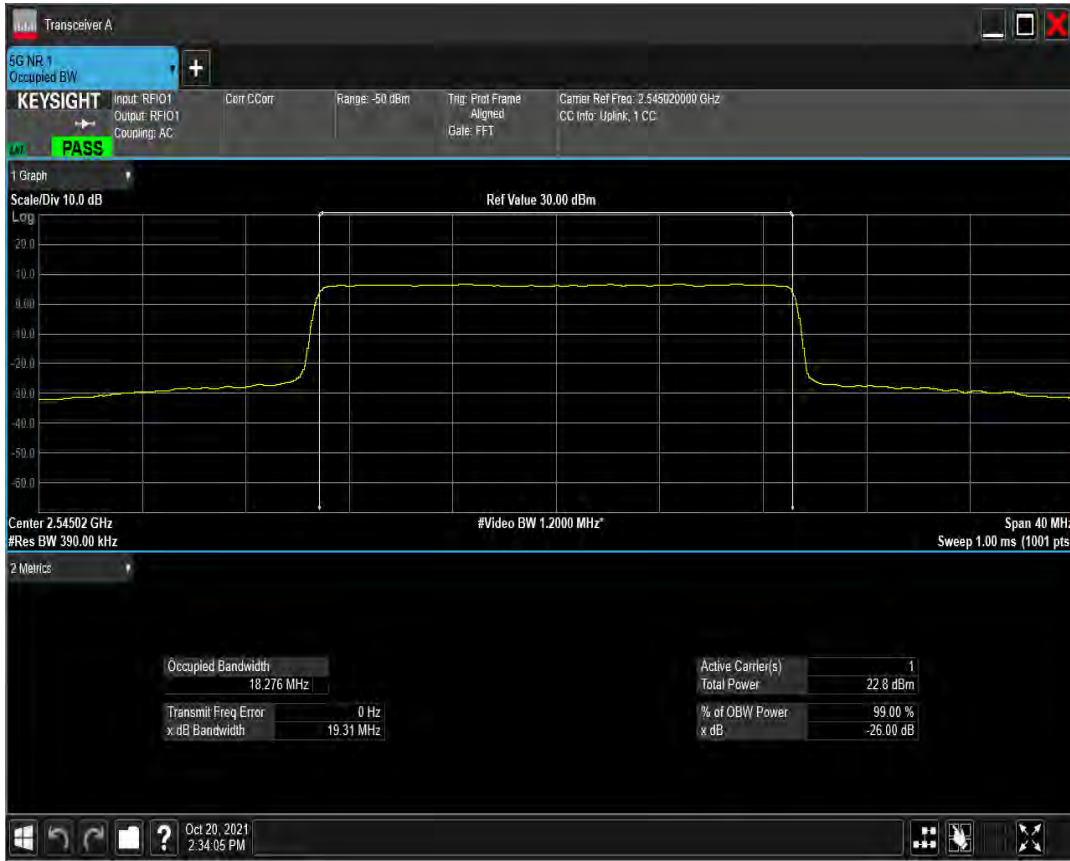 Transceiver A
5G NR 1
Occupied BW
+
KEYSIGHT
Input: RFIO1
Output: RFIO1
Coupling: AC
Corr CCorr
Range: -50 dBm
Trig: Prot Frame
Aligned
Gate: FFT
Carrier Ref Freq: 2.545020000 GHz
CC Info: Uplink, 1 CC
PASS
1 Graph
Scale/Div 10.0 dB
Ref Value 30.00 dBm
Log
20.0
10.0
0.00
-10.0
-20.0
-30.0
-40.0
-50.0
-60.0
Center 2.54502 GHz
#Video BW 1.2000 MHz*
Span 40 MHz
#Res BW 390.00 kHz
Sweep 1.00 ms (1001 pts
2 Metrics
Occupied Bandwidth
18.276 MHz
Transmit Freq Error 0 Hz
x dB Bandwidth 19.31 MHz
Active Carrier(s) 1
Total Power 22.8 dBm
% of OBW Power 99.00 %
x dB -26.00 dB
?
Oct 20, 2021
2:34:05 PM